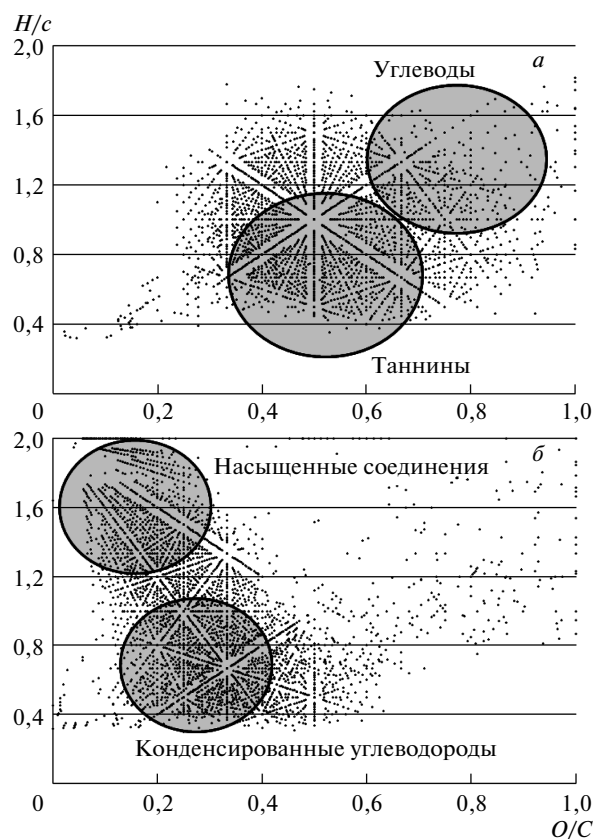 H/c
2,0
а
Углеводы
1,6
1,2
0,8
0,4
Таннины
0 0,2 0,4 0,6 0,8 1,0
2,0
б
Насыщенные соединения
1,6
1,2
0,8
0,4
Конденсированные углеводороды
0 0,2 0,4 0,6 0,8 1,0
O/C